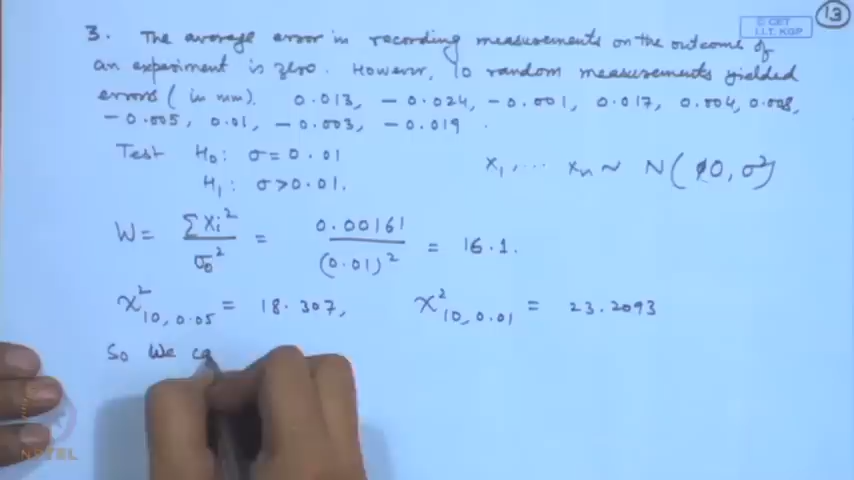 13
© CET
I.I.T. KGP
3. The average error in recording measurements on the outcome of
an experiment is zero. However, 10 random measurements yielded
errors (in mm). 0.013, -0.024, -0.001, 0.017, 0.004, 0.008,
-0.005, 0.01, -0.003, -0.019.
Test H₀: σ = 0.01
H₁: σ > 0.01.
X₁, ... Xₙ ~ N(0, σ²)
W = ΣXᵢ² / σ₀² = 0.00161 / (0.01)² = 16.1.
χ²₁₀,₀.₀₅ = 18.307, χ²₁₀,₀.₀₁ = 23.2093
So We ca
NPTEL